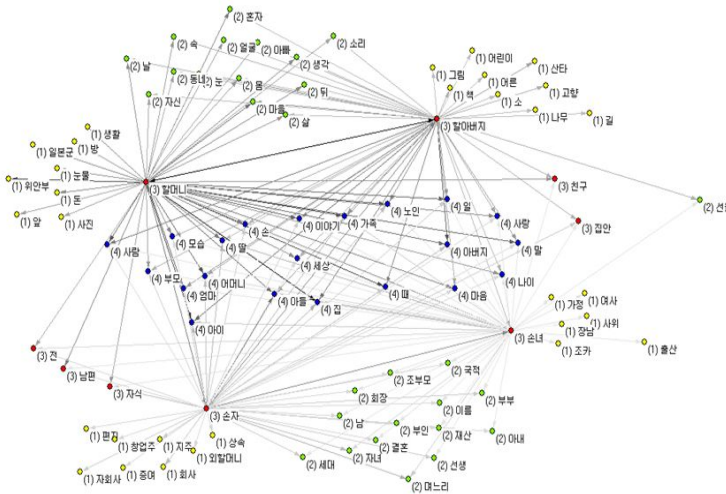 (2) 혼자
(2) 속
(2) 얼굴
(2) 아빠
(2) 소리
(2) 날
(2) 생각
(2) 동네
(2) 눈
(2) 몸
(2) 뒤
(2) 자신
(2) 마을
(2) 삶
(1) 어린이
(1) 그림
(1) 어른
(1) 산타
(1) 책
(1) 소
(1) 고향
(1) 나무
(1) 길
(3) 할아버지
(1) 생활
(1) 방
(1) 일본군
(1) 눈물
(1) 위안부
(1) 돈
(1) 앞
(1) 사진
(3) 할머니
(3) 친구
(2) 선
(3) 집안
(4) 노인
(4) 일
(4) 사랑
(4) 손
(4) 이야기
(4) 가족
(4) 사람
(4) 모습
(4) 딸
(4) 아버지
(4) 말
(4) 세상
(4) 부모
(4) 어머니
(4) 엄마
(4) 아들
(4) 집
(4) 때
(4) 마음
(4) 나이
(4) 아이
(1) 가정
(1) 여사
(1) 사위
(1) 장남
(1) 조카
(1) 출산
(3) 손녀
(3) 전
(3) 남편
(3) 자식
(2) 국적
(2) 조부모
(2) 회장
(2) 부부
(2) 이름
(3) 손자
(2) 남
(2) 부인
(2) 재산
(2) 아내
(2) 결혼
(2) 세대
(2) 자녀
(2) 선생
(2) 며느리
(1) 편지
(1) 창업주
(1) 지주
(1) 상속
(1) 외할머니
(1) 자회사
(1) 증여
(1) 회사